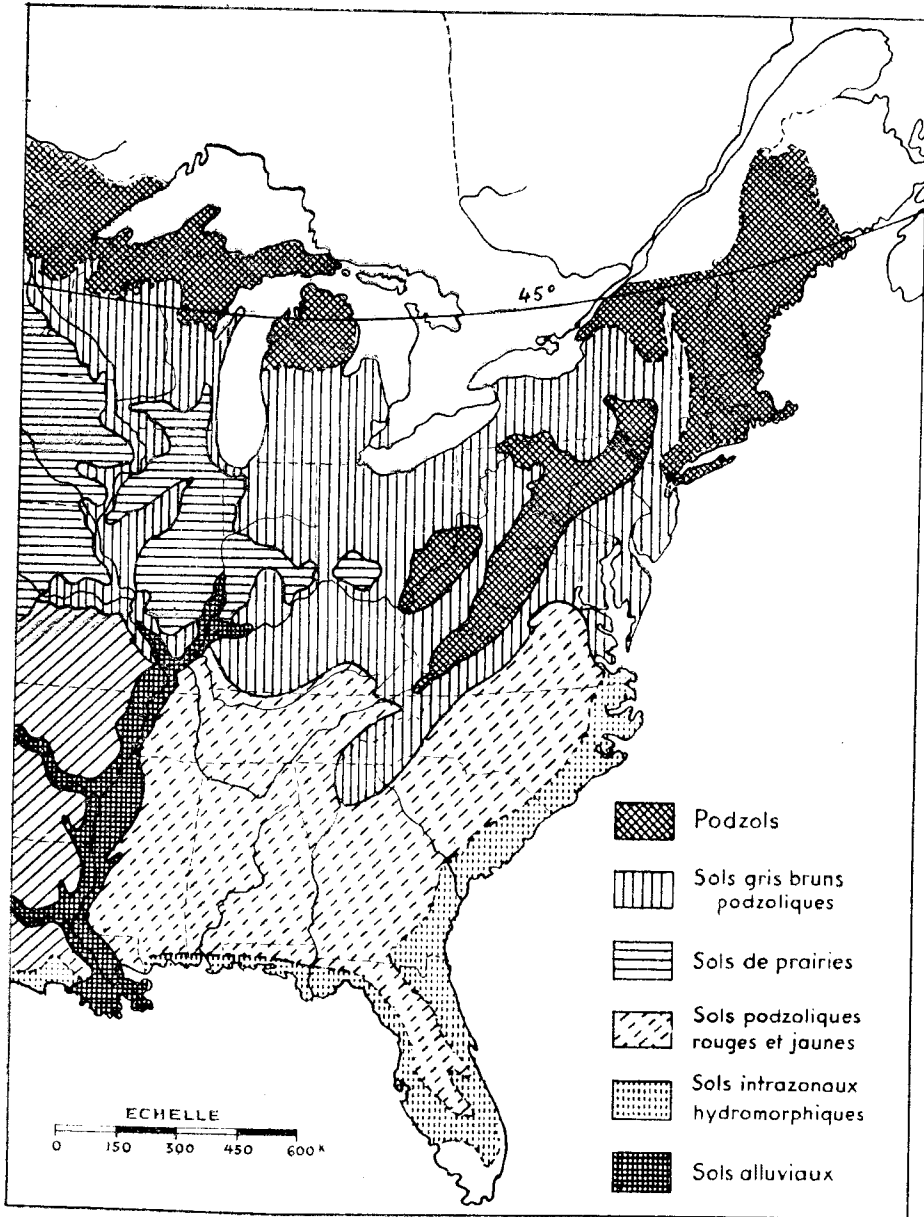 45°
Podzols
Sols gris bruns
podzoliques
Sols de prairies
Sols podzoliques
rouges et jaunes
Sols intrazonaux
hydromorphiques
Sols alluviaux
ECHELLE
0 150 300 450 600 K